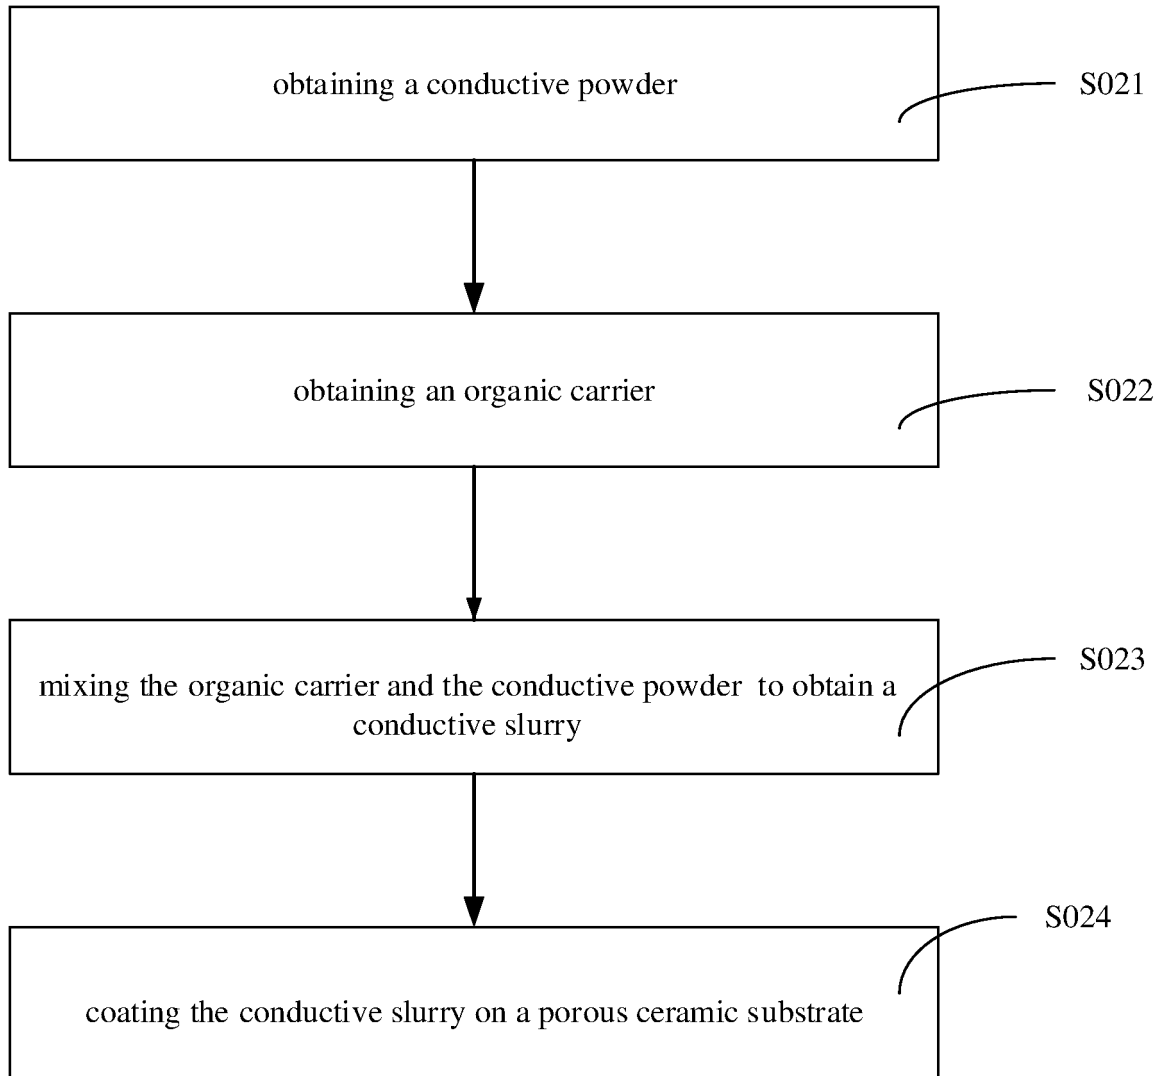 obtaining a conductive powder
S021
obtaining an organic carrier
S022
mixing the organic carrier and the conductive powder to obtain a
conductive slurry
S023
coating the conductive slurry on a porous ceramic substrate
S024